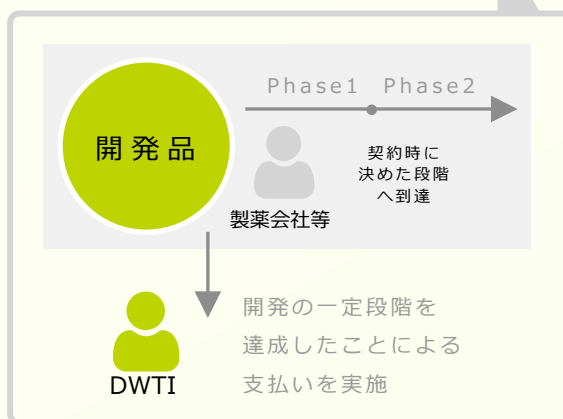 Phase1 Phase2
開発品
契約時に
決めた段階
へ到達
製薬会社等
開発の一定段階を
達成したことによる
支払いを実施
DWTI